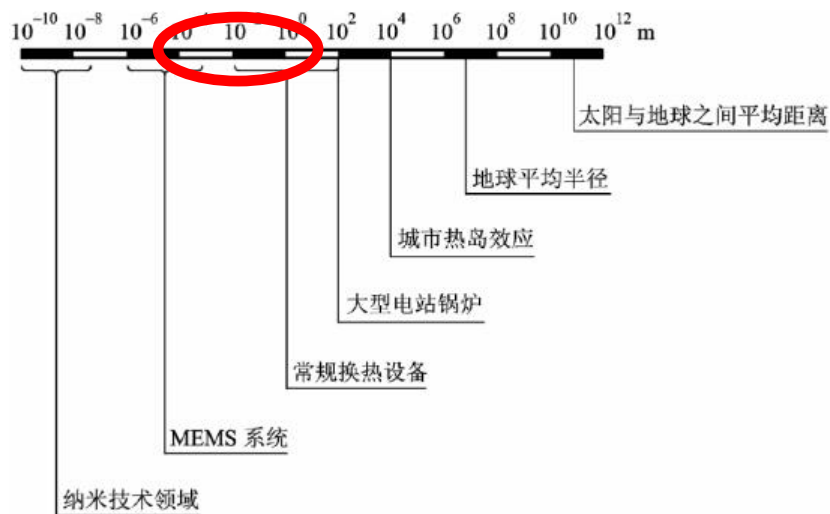 10⁻¹⁰ 10⁻⁸ 10⁻⁶ 10⁻⁴ 10⁻² 10⁰ 10² 10⁴ 10⁶ 10⁸ 10¹⁰ 10¹² m
太阳与地球之间平均距离
地球平均半径
城市热岛效应
大型电站锅炉
常规换热设备
MEMS 系统
纳米技术领域